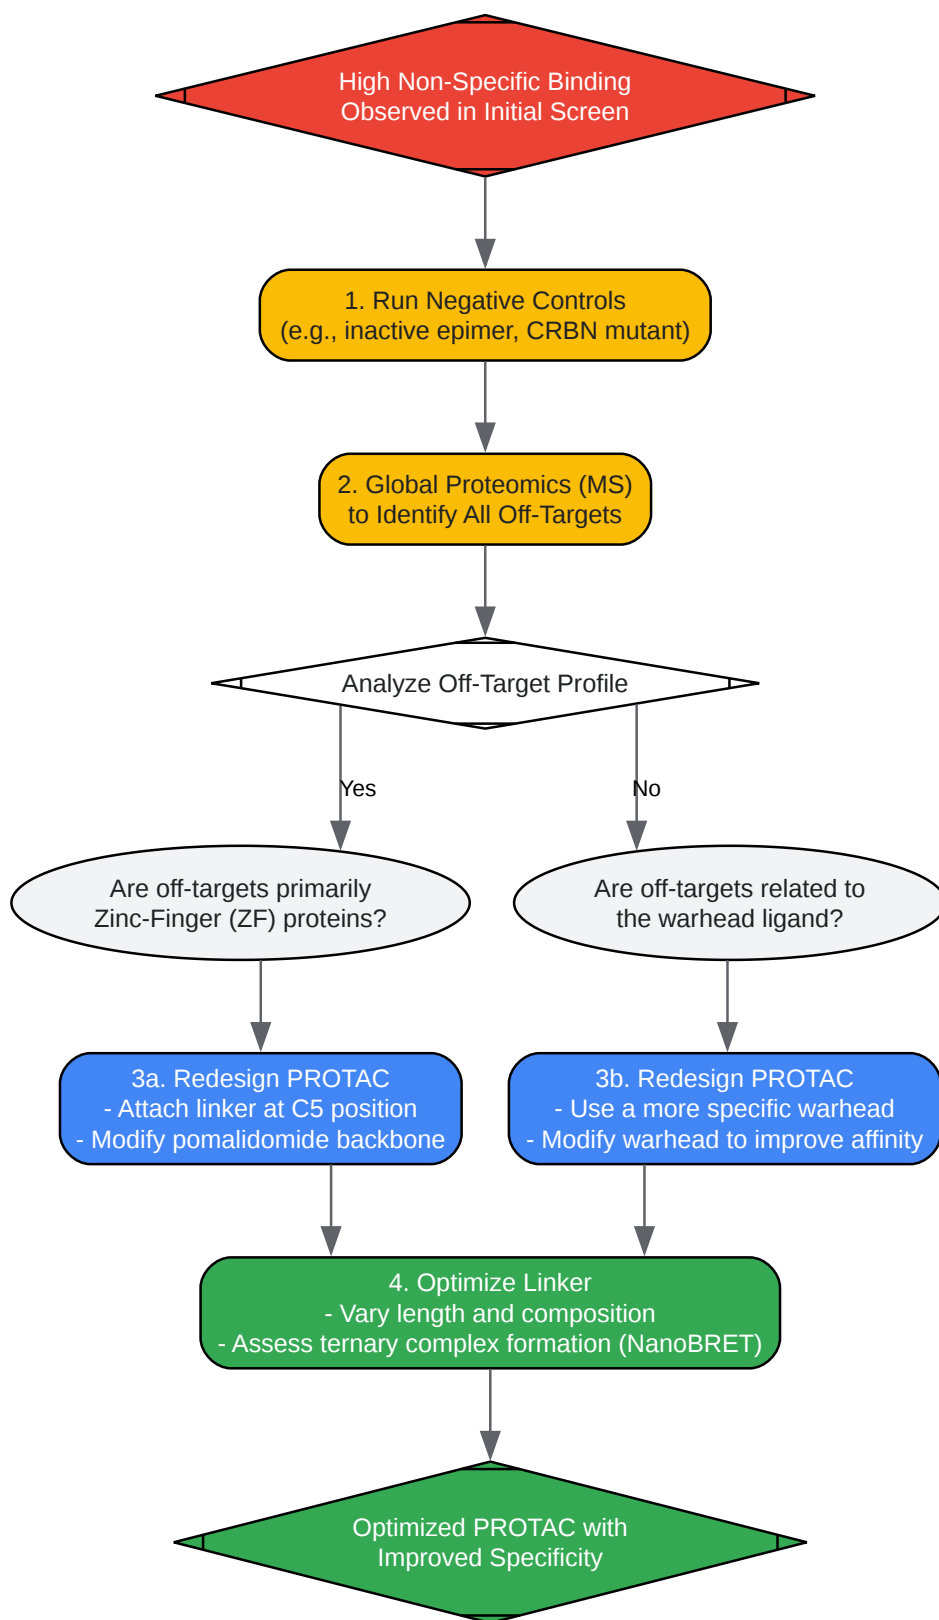 High Non-Specific Binding
Observed in Initial Screen
1. Run Negative Controls
(e.g., inactive epimer, CRBN mutant)
2. Global Proteomics (MS)
to Identify All Off-Targets
Analyze Off-Target Profile
Yes
No
Are off-targets primarily
Zinc-Finger (ZF) proteins?
Are off-targets related to
the warhead ligand?
3a. Redesign PROTAC
- Attach linker at C5 position
- Modify pomalidomide backbone
3b. Redesign PROTAC
- Use a more specific warhead
- Modify warhead to improve affinity
4. Optimize Linker
- Vary length and composition
- Assess ternary complex formation (NanoBRET)
Optimized PROTAC with
Improved Specificity